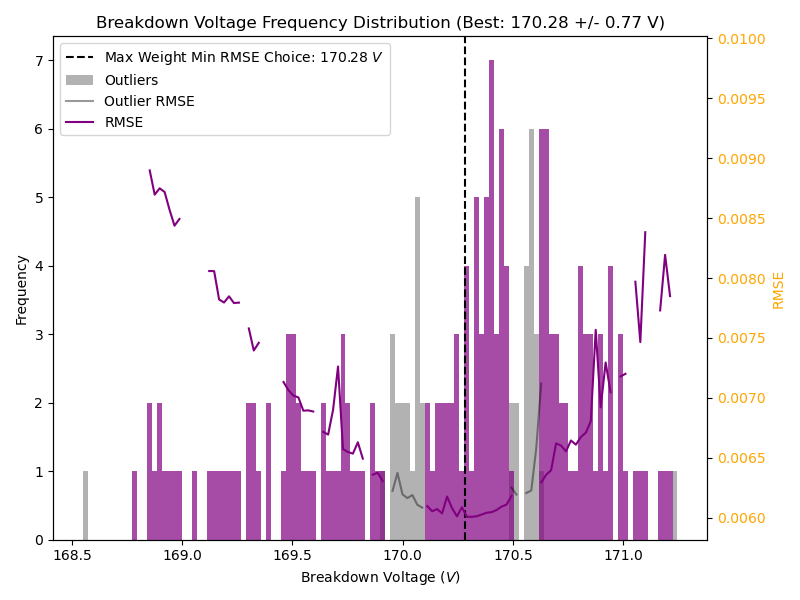 Breakdown Voltage Frequency Distribution (Best: 170.28 +/- 0.77 V)
Max Weight Min RMSE Choice: 170.28 V
Outliers
Outlier RMSE
RMSE
Frequency
7
6
5
4
3
2
1
0
0.0100
0.0095
0.0090
0.0085
0.0080
0.0075
0.0070
0.0065
0.0060
RMSE
168.5 169.0 169.5 170.0 170.5 171.0
Breakdown Voltage (V)